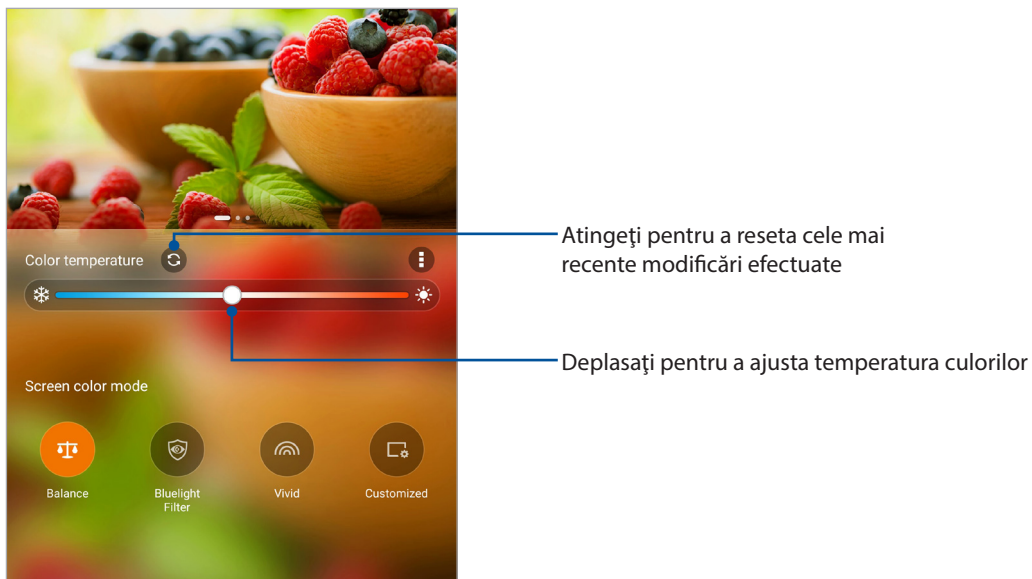 Color temperature
Atingeţi pentru a reseta cele mai
recente modificări efectuate
Deplasaţi pentru a ajusta temperatura culorilor
Screen color mode
Balance
Bluelight
Filter
Vivid
Customized